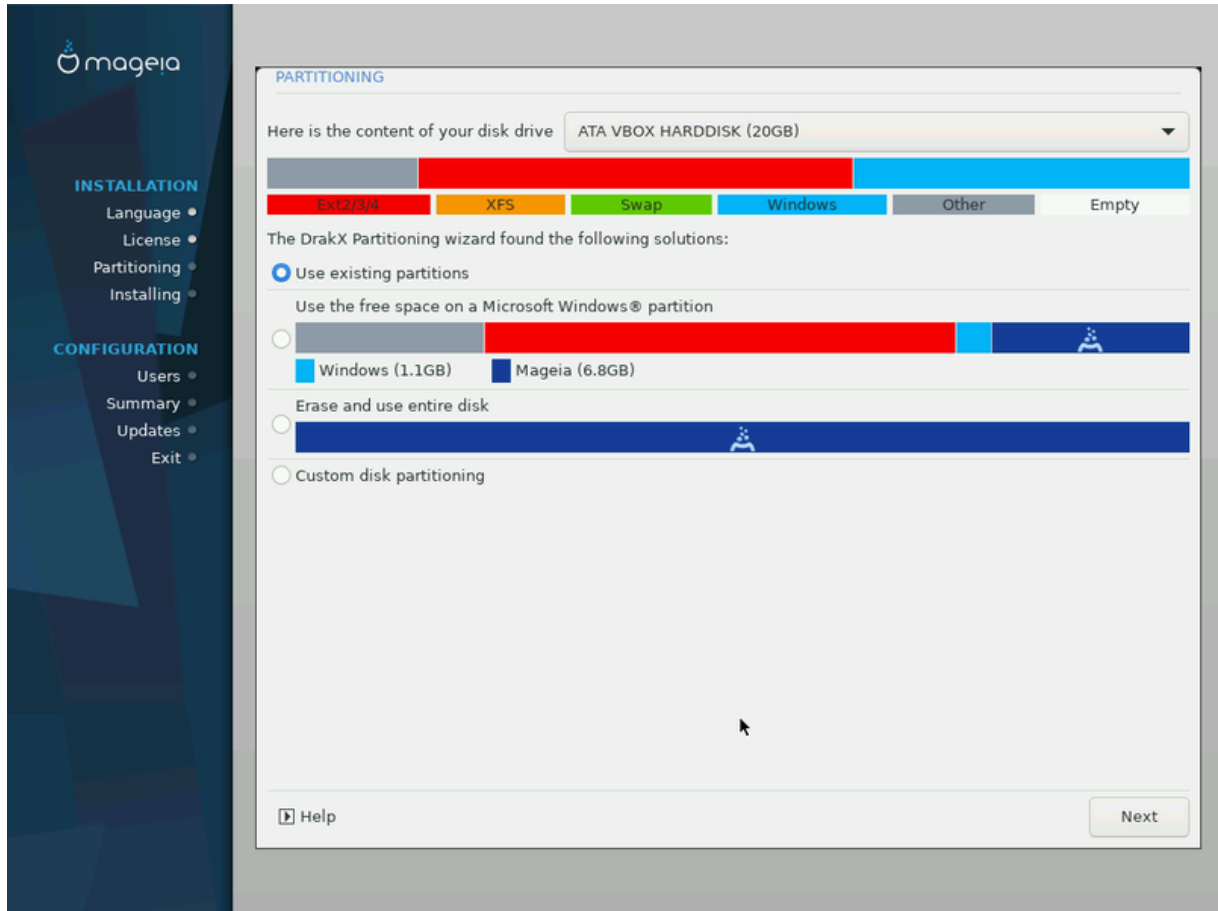 mageia
INSTALLATION
Language
License
Partitioning
Installing
CONFIGURATION
Users
Summary
Updates
Exit
PARTITIONING
Here is the content of your disk drive ATA VBOX HARDDISK (20GB)
Ext2/3/4 XFS Swap Windows Other Empty
The DrakX Partitioning wizard found the following solutions:
Use existing partitions
Use the free space on a Microsoft Windows® partition
Windows (1.1GB) Mageia (6.8GB)
Erase and use entire disk
Custom disk partitioning
Help Next